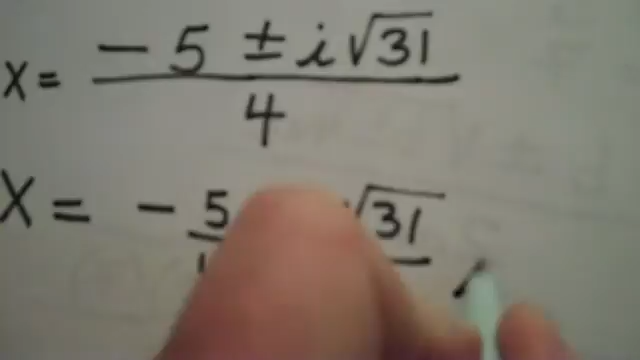 x = -5 ± i√31 / 4
X = - 5 √31